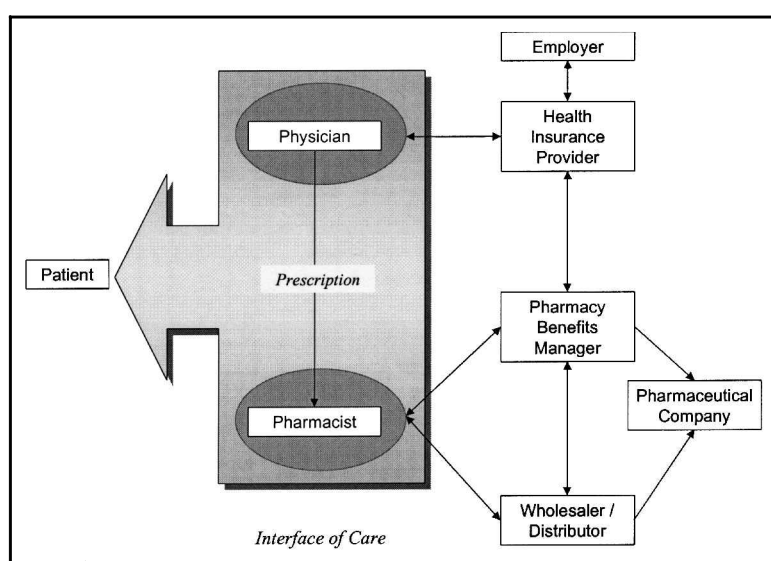 Employer
Physician
Health
Insurance
Provider
Patient
Prescription
Pharmacy
Benefits
Manager
Pharmaceutical
Company
Pharmacist
Wholesaler /
Distributor
Interface of Care